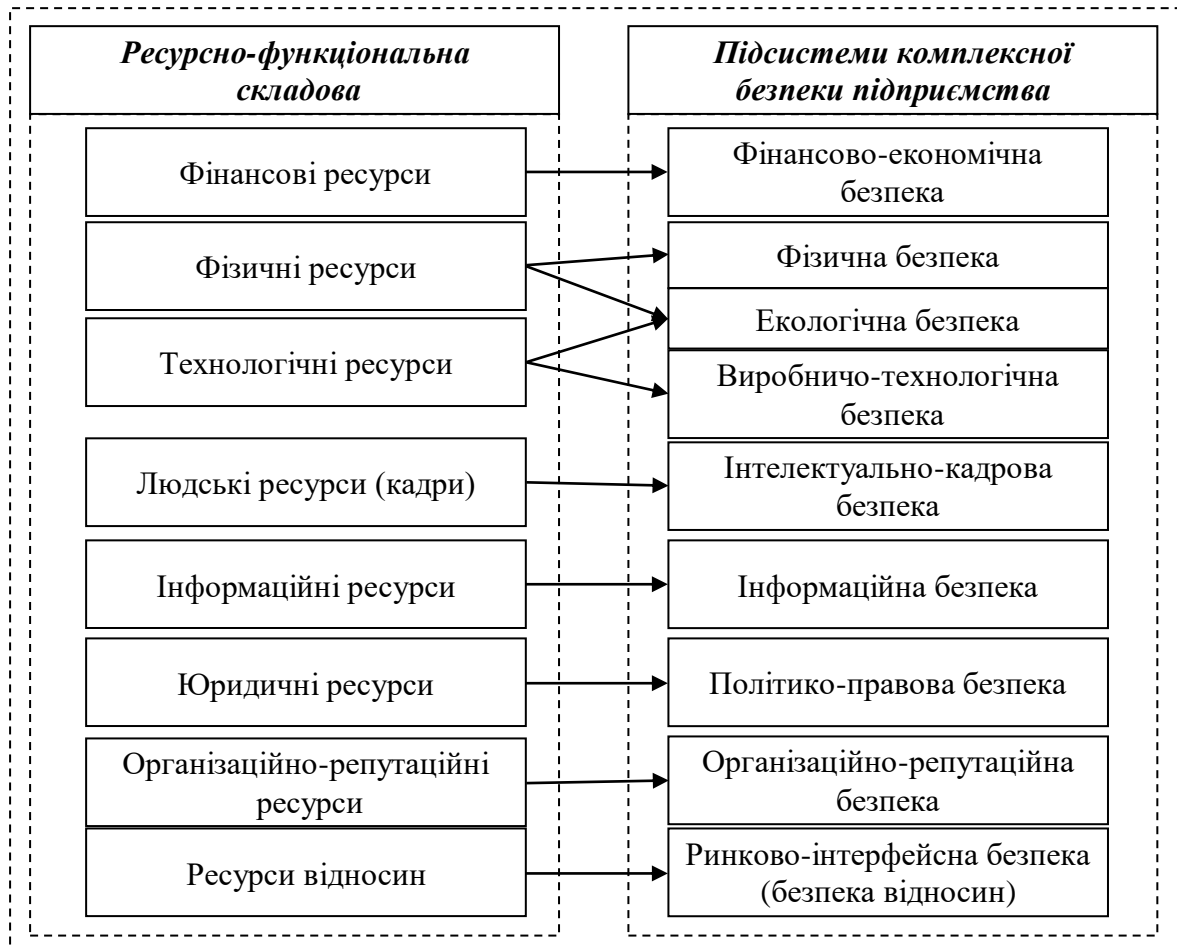 Ресурсно-функціональна
складова
Підсистеми комплексної
безпеки підприємства
Фінансові ресурси
Фінансово-економічна
безпека
Фізичні ресурси
Фізична безпека
Екологічна безпека
Технологічні ресурси
Виробничо-технологічна
безпека
Людські ресурси (кадри)
Інтелектуально-кадрова
безпека
Інформаційні ресурси
Інформаційна безпека
Юридичні ресурси
Політико-правова безпека
Організаційно-репутаційні
ресурси
Організаційно-репутаційна
безпека
Ресурси відносин
Ринково-інтерфейсна безпека
(безпека відносин)